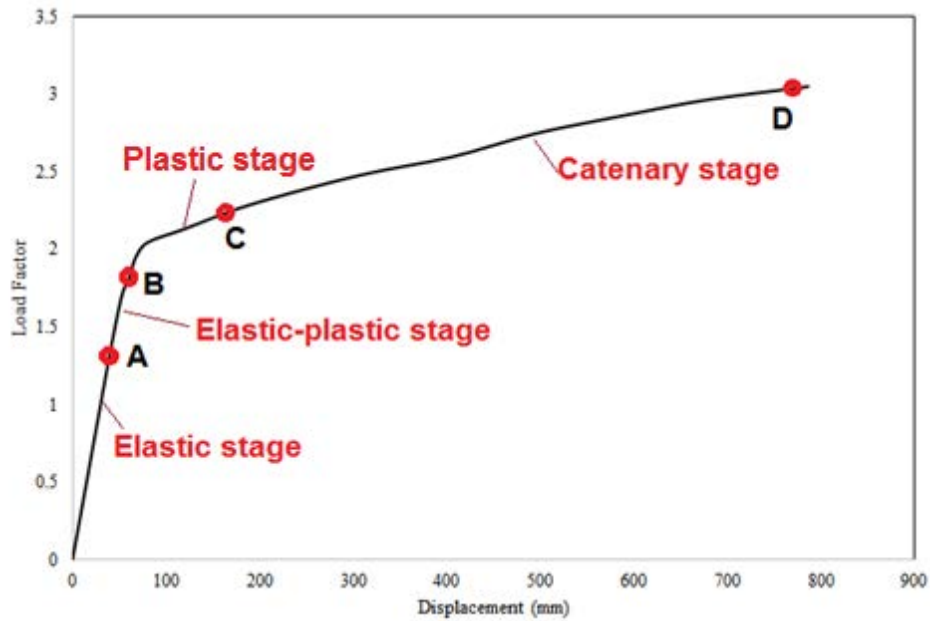 3.5
3
D
Plastic stage
Catenary stage
2.5
C
2
B
Load Factor
Elastic-plastic stage
1.5
A
1
Elastic stage
0.5
0
0 100 200 300 400 500 600 700 800 900
Displacement (mm)